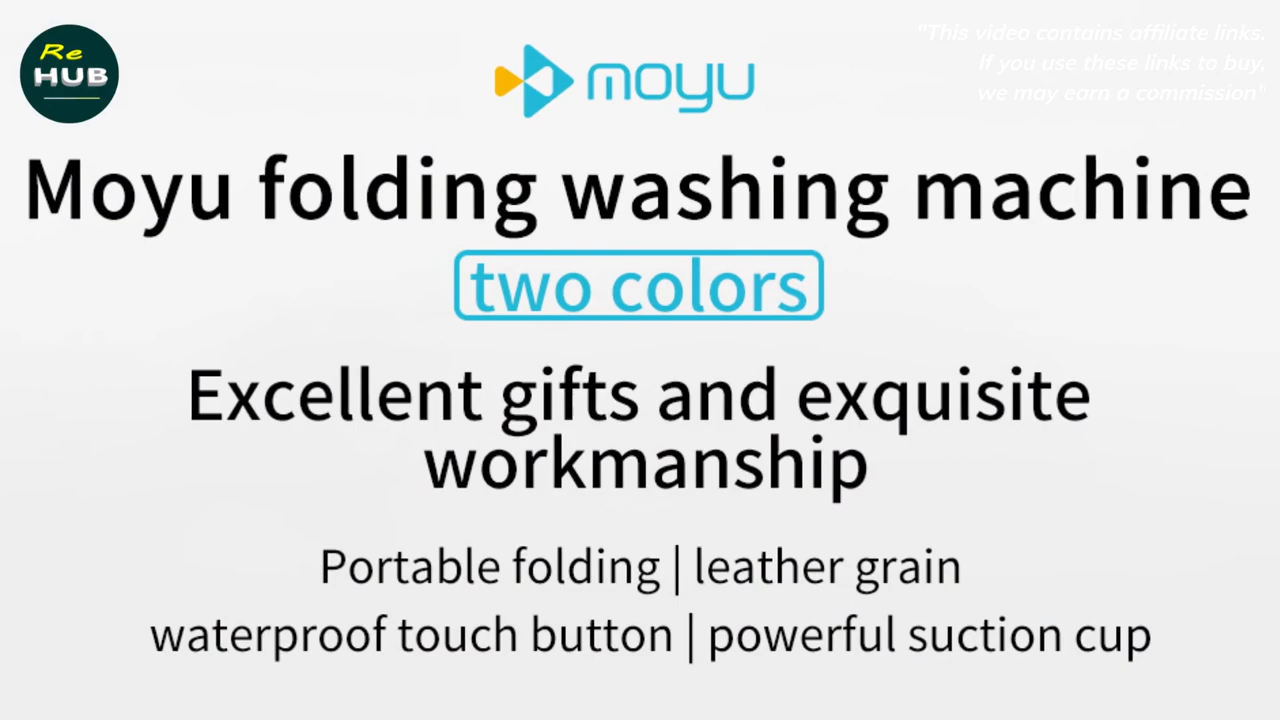 Re
HUB
"This video contains affiliate links.
If you use these links to buy,
we may earn a commission"
moyu
Moyu folding washing machine
two colors
Excellent gifts and exquisite
workmanship
Portable folding | leather grain
waterproof touch button | powerful suction cup